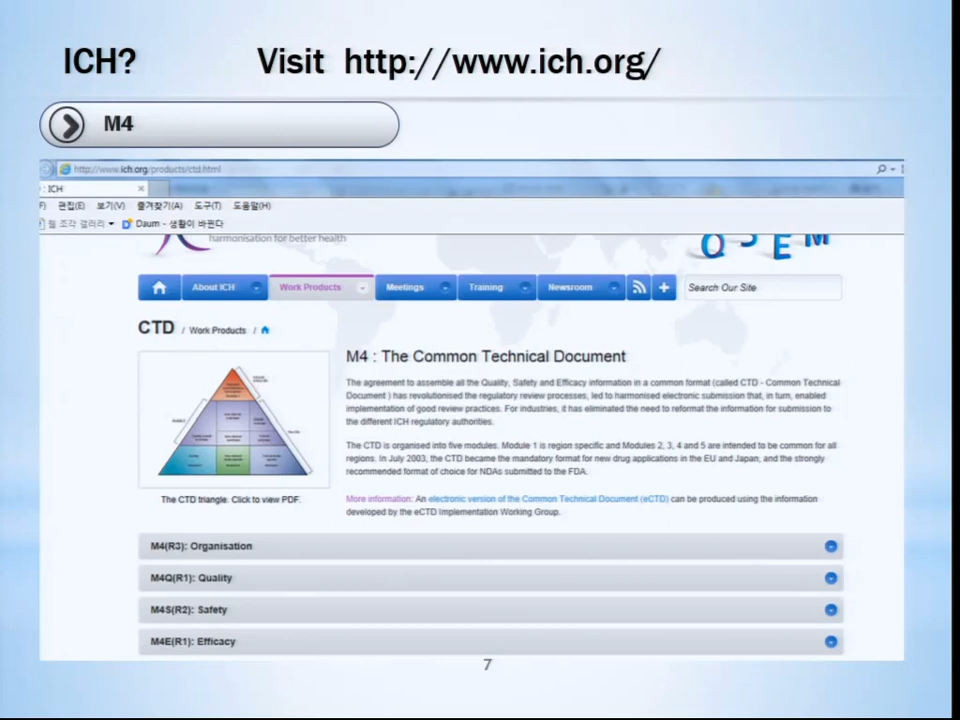 ICH? Visit http://www.ich.org/
M4
http://www.ich.org/products/ctd.html
: ICH
편집(E) 보기(V) 즐겨찾기(A) 도구(T) 도움말(H)
웹 조각 갤러리 Daum - 생활이 바뀐다
harmonisation for better health
Q S E M
About ICH Work Products Meetings Training Newsroom Search Our Site
CTD / Work Products /
M4 : The Common Technical Document
The agreement to assemble all the Quality, Safety and Efficacy information in a common format (called CTD - Common Technical
Document ) has revolutionised the regulatory review processes, led to harmonised electronic submission that, in turn, enabled
implementation of good review practices. For industries, it has eliminated the need to reformat the information for submission to
the different ICH regulatory authorities.
The CTD is organised into five modules. Module 1 is region specific and Modules 2, 3, 4 and 5 are intended to be common for all
regions. In July 2003, the CTD became the mandatory format for new drug applications in the EU and Japan, and the strongly
recommended format of choice for NDAs submitted to the FDA.
The CTD triangle. Click to view PDF.
More information: An electronic version of the Common Technical Document (eCTD) can be produced using the information
developed by the eCTD Implementation Working Group.
M4(R3): Organisation
M4Q(R1): Quality
M4S(R2): Safety
M4E(R1): Efficacy
7